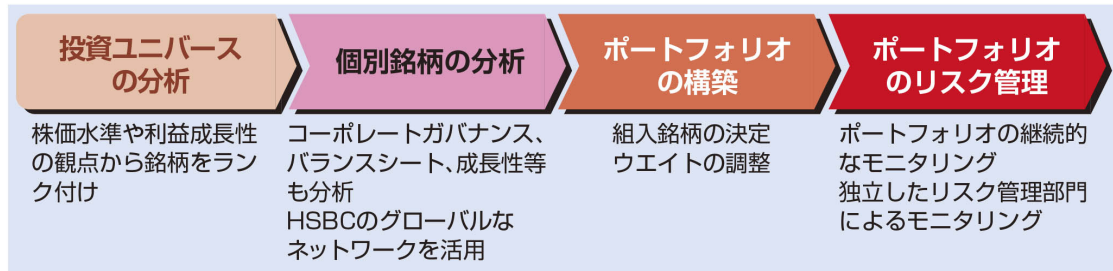 投資ユニバース
の分析
株価水準や利益成長性
の観点から銘柄をラン
ク付け
個別銘柄の分析
コーポレートガバナンス、
バランスシート、成長性等
も分析
HSBCのグローバルな
ネットワークを活用
ポートフォリオ
の構築
組入銘柄の決定
ウエイトの調整
ポートフォリオ
のリスク管理
ポートフォリオの継続的
なモニタリング
独立したリスク管理部門
によるモニタリング